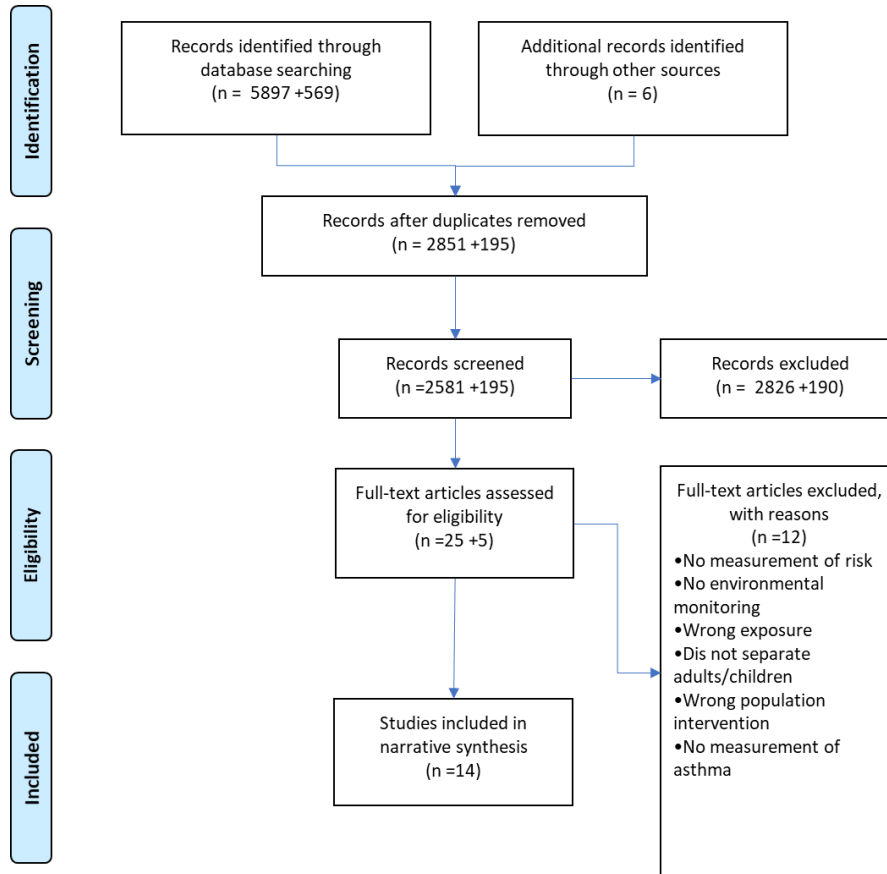 Identification
Records identified through
database searching
(n = 5897 +569)
Additional records identified
through other sources
(n = 6)
Records after duplicates removed
(n = 2851 +195)
Screening
Records screened
(n =2581 +195)
Records excluded
(n = 2826 +190)
Eligibility
Full-text articles assessed
for eligibility
(n =25 +5)
Full-text articles excluded,
with reasons
(n =12)
•No measurement of risk
•No environmental
monitoring
•Wrong exposure
•Dis not separate
adults/children
•Wrong population
intervention
•No measurement of
asthma
Included
Studies included in
narrative synthesis
(n =14)